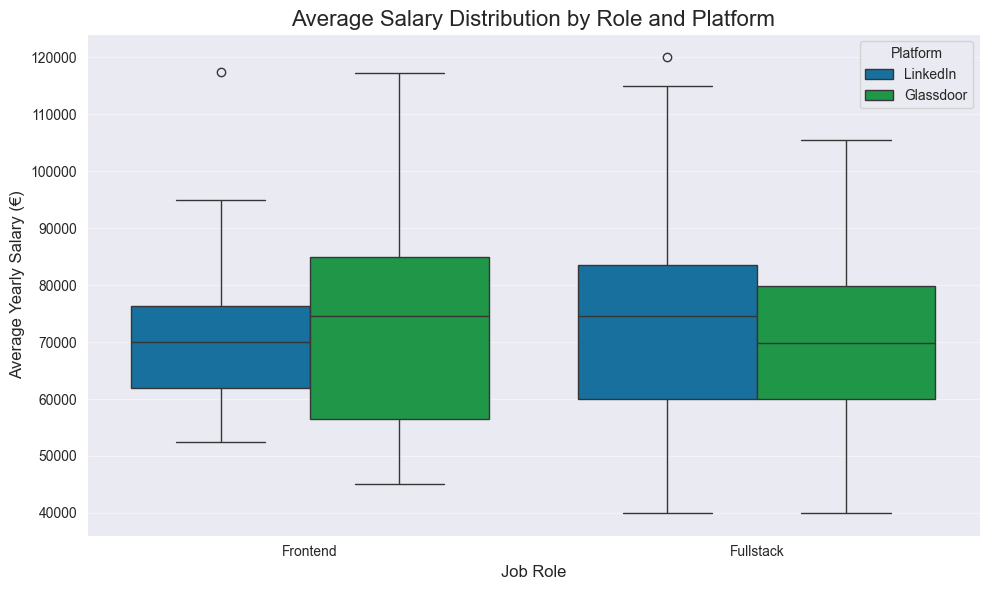 Average Salary Distribution by Role and Platform
Platform
LinkedIn
Glassdoor
Average Yearly Salary (€)
120000
110000
100000
90000
80000
70000
60000
50000
40000
Frontend
Fullstack
Job Role